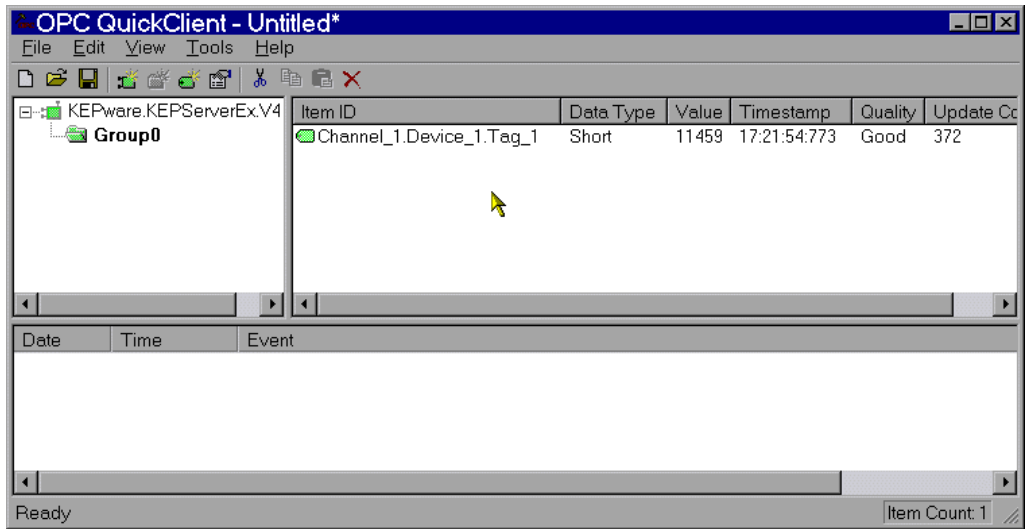 OPC QuickClient - Untitled*
File Edit View Tools Help
KEPware.KEPServerEx.V4
Group0
Item ID Data Type Value Timestamp Quality Update Co
Channel_1.Device_1.Tag_1 Short 11459 17:21:54:773 Good 372
Date Time Event
Ready Item Count: 1